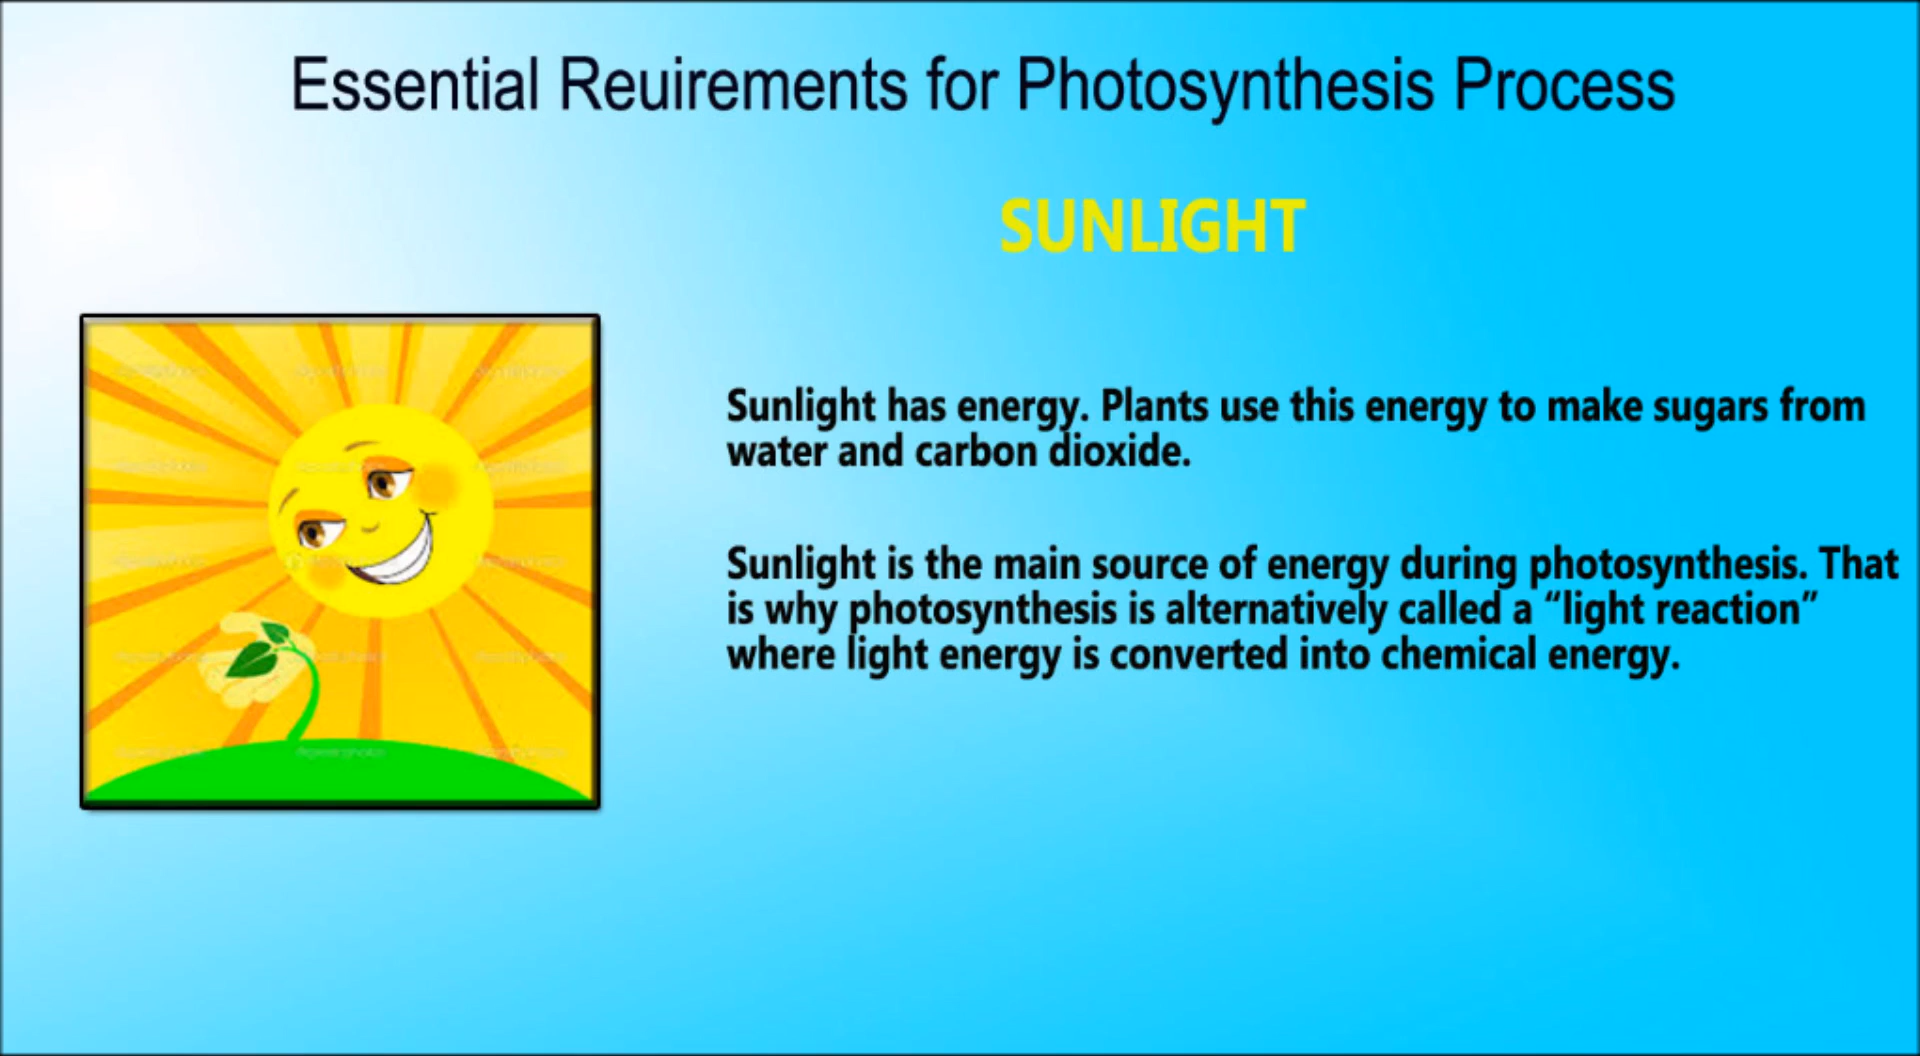 Essential Reuirements for Photosynthesis Process
SUNLIGHT
Sunlight has energy. Plants use this energy to make sugars from
water and carbon dioxide.
Sunlight is the main source of energy during photosynthesis. That
is why photosynthesis is alternatively called a “light reaction”
where light energy is converted into chemical energy.